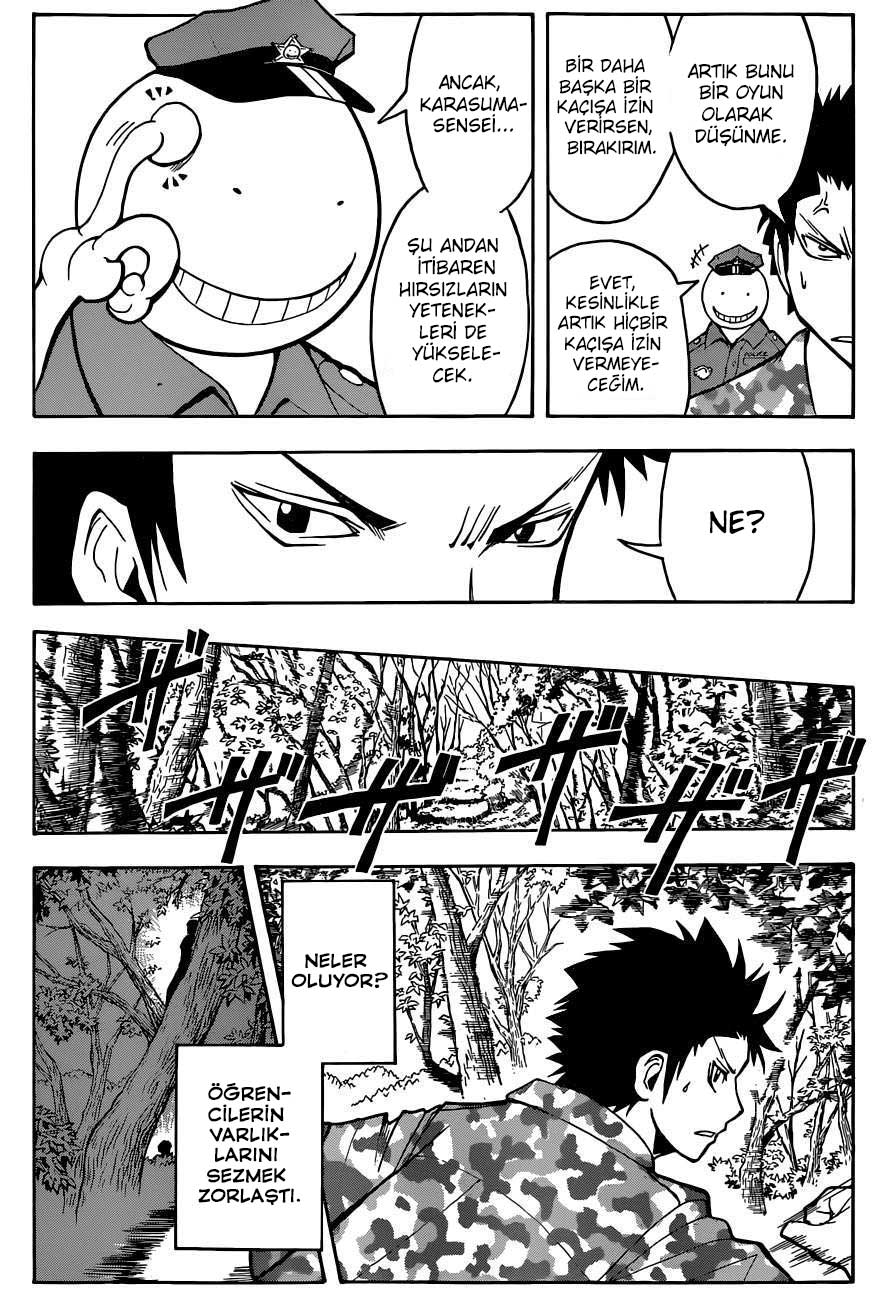 ARTIK BUNU
BİR OYUN
OLARAK
DÜŞÜNME.
BİR DAHA
BAŞKA BİR
KAÇIŞA İZİN
VERİRSEN,
BIRAKIRIM.
EVET,
KESİNLİKLE
ARTIK HİÇBİR
KAÇIŞA İZİN
VERMEYE-
CEĞİM.
POLICE
ANCAK,
KARASUMA-
SENSEİ...
ŞU ANDAN
İTİBAREN
HIRSIZLARIN
YETENEK-
LERİ DE
YÜKSELE-
CEK.
NE?
ザザザザザザ
NELER
OLUYOR?
ÖĞREN-
CİLERİN
VARLIK-
LARINI
SEZMEK
ZORLAŞTI.